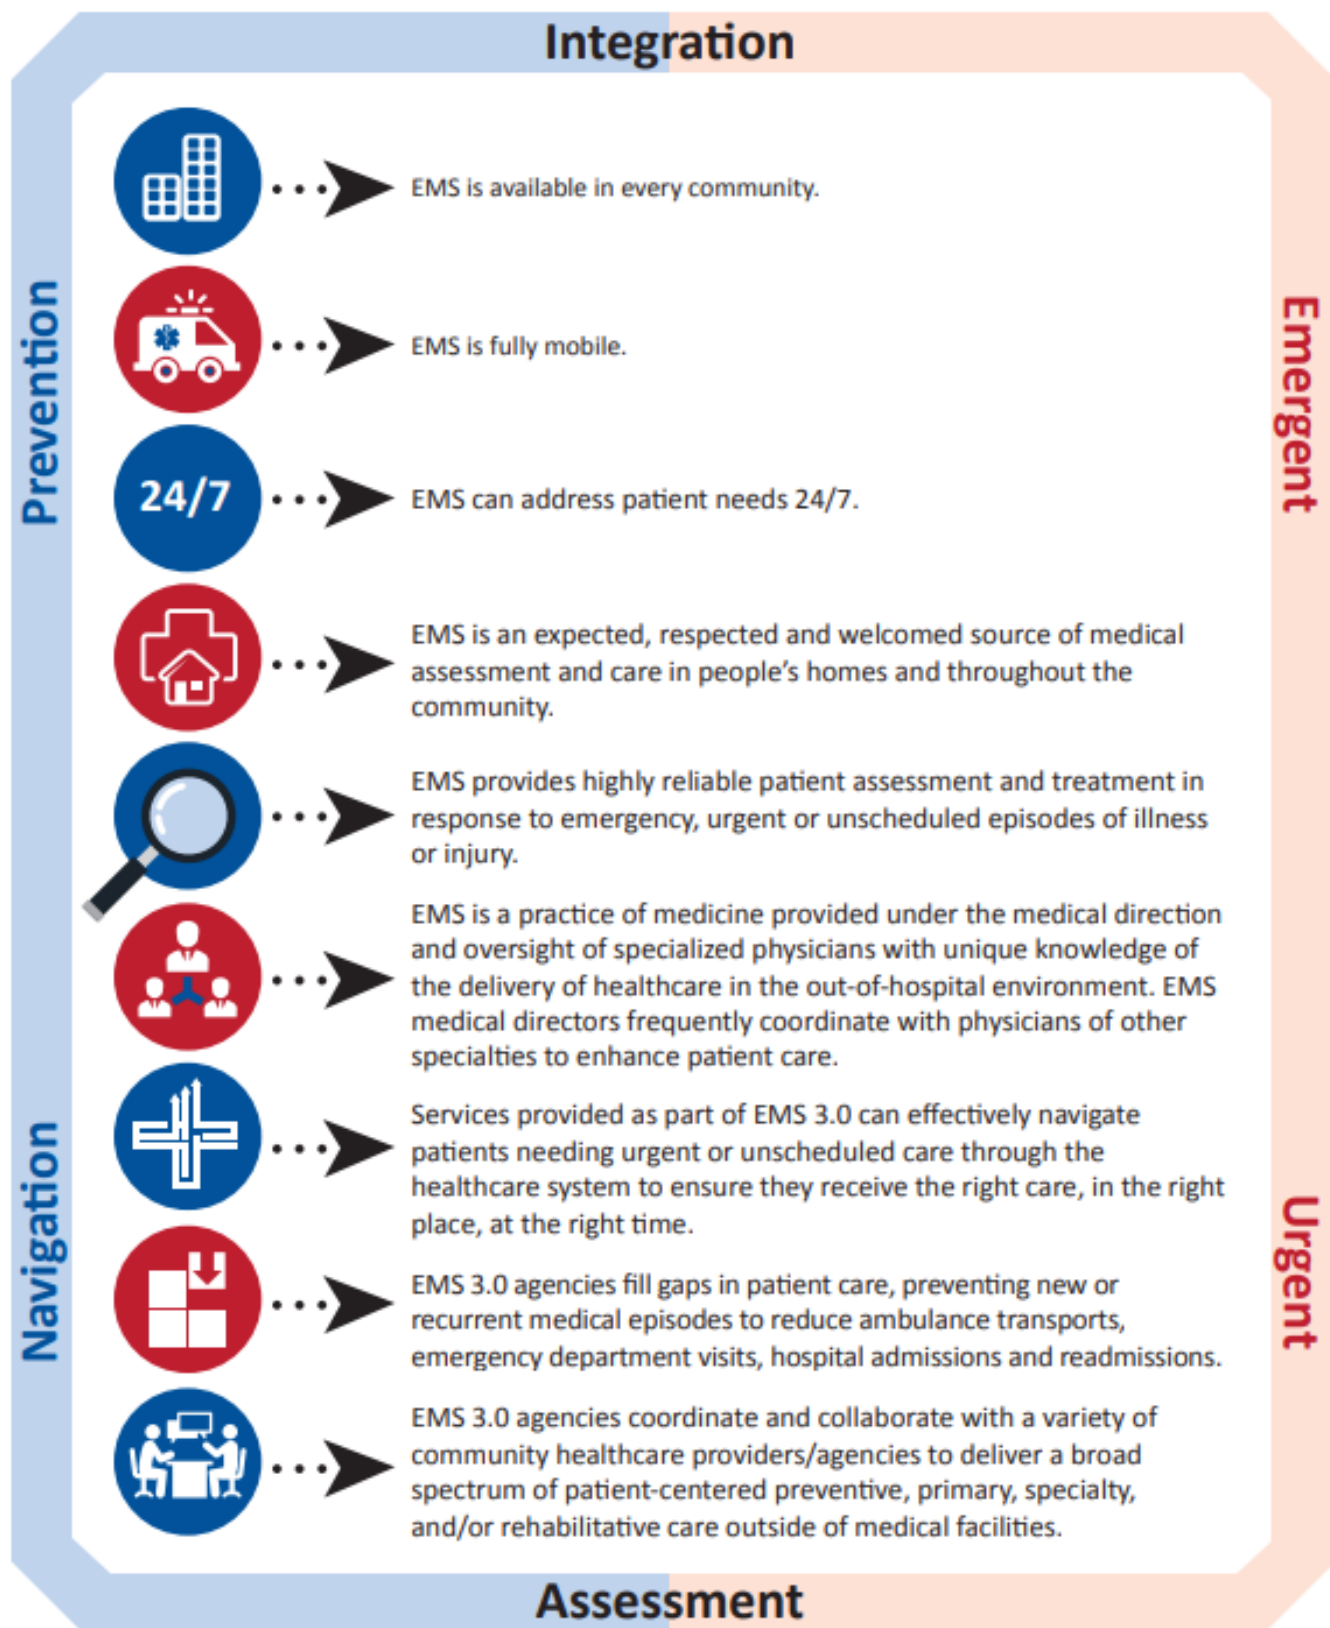 Integration
EMS is available in every community.
EMS is fully mobile.
Prevention
Emergent
24/7
EMS can address patient needs 24/7.
EMS is an expected, respected and welcomed source of medical
assessment and care in people’s homes and throughout the
community.
EMS provides highly reliable patient assessment and treatment in
response to emergency, urgent or unscheduled episodes of illness
or injury.
EMS is a practice of medicine provided under the medical direction
and oversight of specialized physicians with unique knowledge of
the delivery of healthcare in the out-of-hospital environment. EMS
medical directors frequently coordinate with physicians of other
specialties to enhance patient care.
Services provided as part of EMS 3.0 can effectively navigate
patients needing urgent or unscheduled care through the
healthcare system to ensure they receive the right care, in the right
place, at the right time.
Navigation
Urgent
EMS 3.0 agencies fill gaps in patient care, preventing new or
recurrent medical episodes to reduce ambulance transports,
emergency department visits, hospital admissions and readmissions.
EMS 3.0 agencies coordinate and collaborate with a variety of
community healthcare providers/agencies to deliver a broad
spectrum of patient-centered preventive, primary, specialty,
and/or rehabilitative care outside of medical facilities.
Assessment